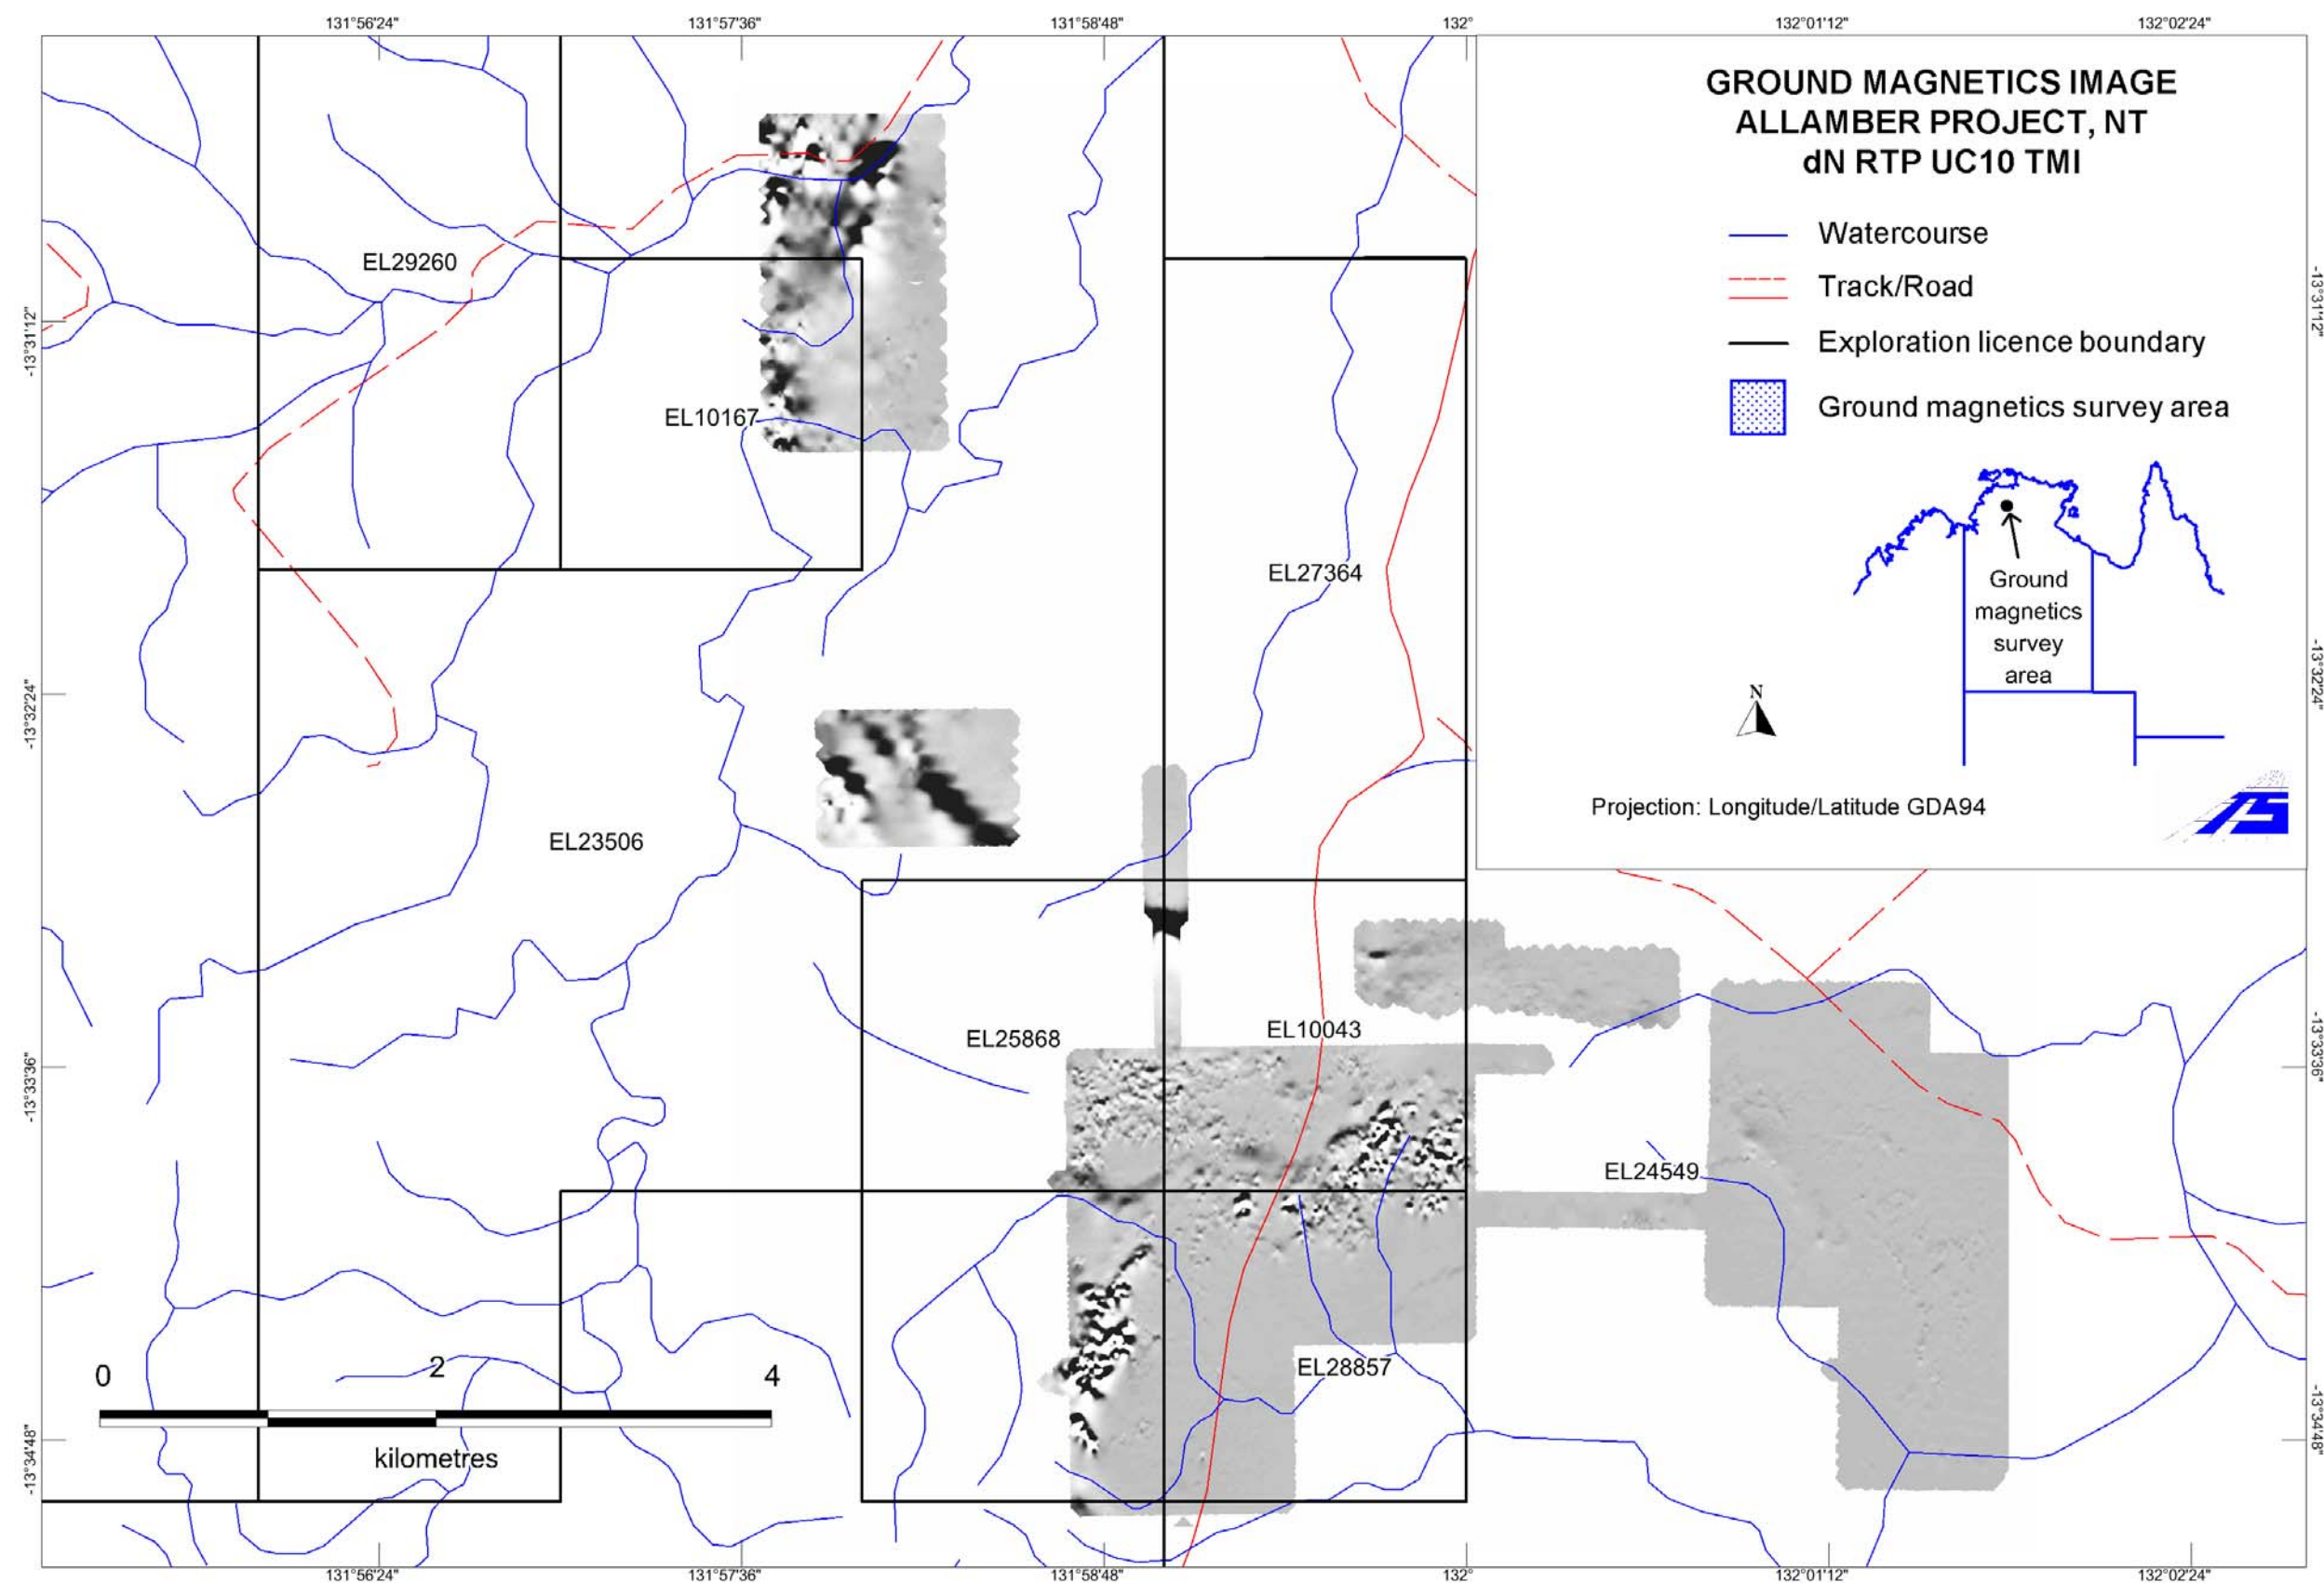 131°56'24" 131°57'36" 131°58'48" 132° 132°01'12" 132°02'24"
GROUND MAGNETICS IMAGE
ALLAMBER PROJECT, NT
dN RTP UC10 TMI
Watercourse
Track/Road
Exploration licence boundary
Ground magnetics survey area
Ground
magnetics
survey
area
N
Projection: Longitude/Latitude GDA94
EL29260
EL10167
EL27364
EL23506
EL25868
EL10043
EL24549
EL28857
0 2 4
kilometres
-13°31'12"
-13°32'24"
-13°33'36"
-13°34'48"
-13°31'12"
-13°32'24"
-13°33'36"
-13°34'48"
131°56'24" 131°57'36" 131°58'48" 132° 132°01'12" 132°02'24"